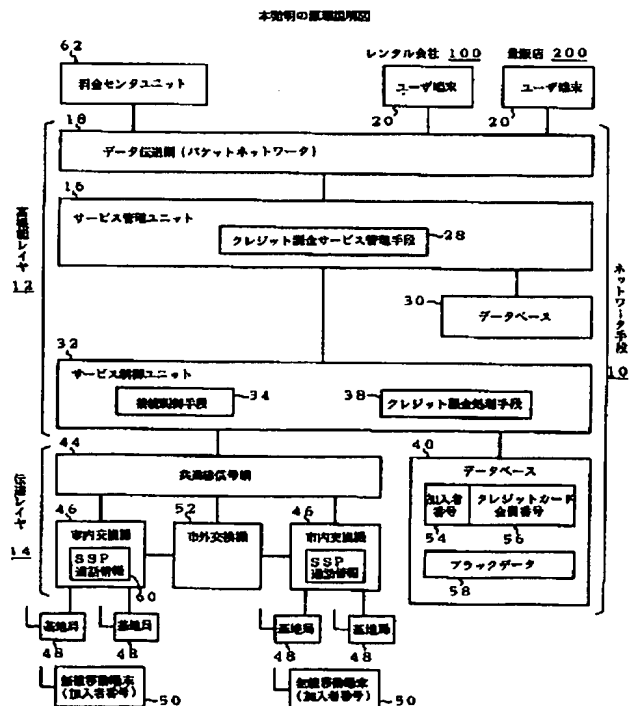 本発明の原理説明図
62
料金センタユニット
レンタル会社 100
量販店 200
ユーザ端末
ユーザ端末
20
20
18
データ伝送網（パケットネットワータ）
16
サービス管理ユニット
クレジット課金サービス管理手段
28
30
データベース
高機能レイヤ
12
ネットワータ手段
10
32
サービス制御ユニット
接続制御手段
34
38
クレジット課金処理手段
44
共通線信号網
40
データベース
加入者番号
クレジットカード会員番号
54
56
ブラックデータ
58
伝達レイヤ
14
46
市内交換機
SSP
通話情報
60
52
市外交換機
46
市内交換機
SSP
通話情報
基地局
基地局
基地局
基地局
48
48
48
48
無線移動端末
(加入者番号)
50
無線移動端末
(加入者番号)
50